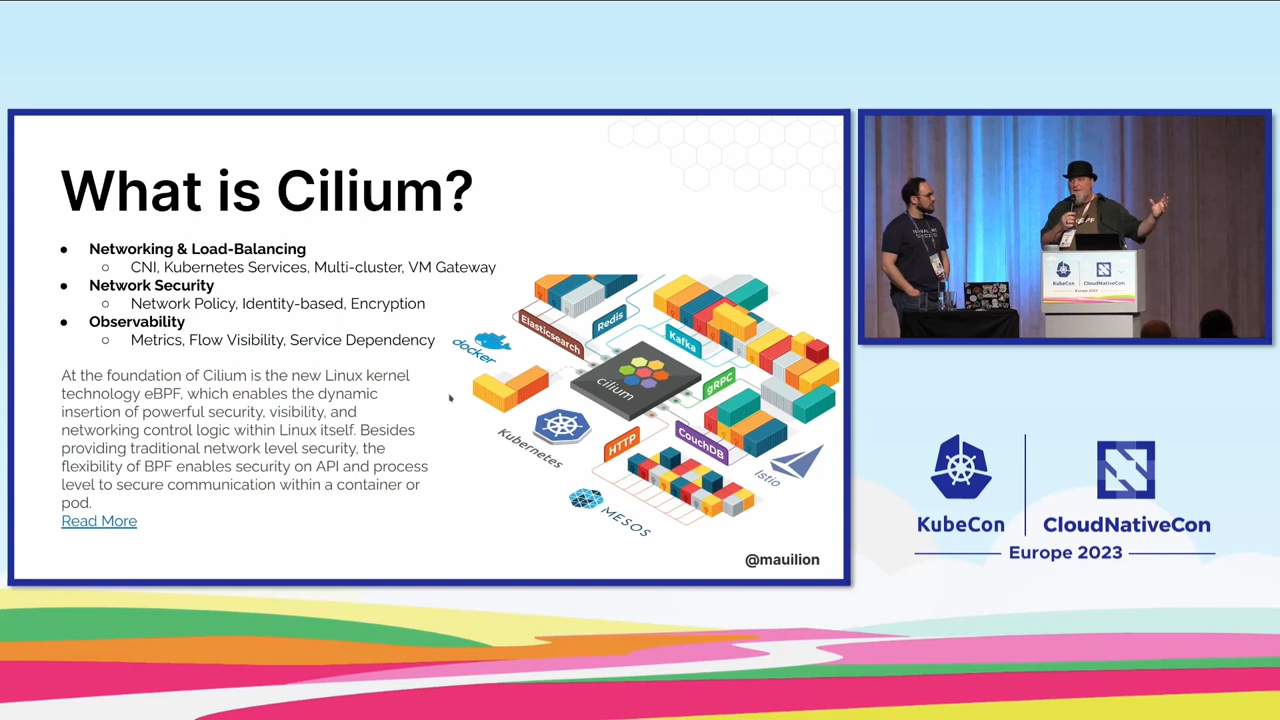 What is Cilium?
● Networking & Load-Balancing
○ CNI, Kubernetes Services, Multi-cluster, VM Gateway
● Network Security
○ Network Policy, Identity-based, Encryption
● Observability
○ Metrics, Flow Visibility, Service Dependency
At the foundation of Cilium is the new Linux kernel
technology eBPF, which enables the dynamic
insertion of powerful security, visibility, and
networking control logic within Linux itself. Besides
providing traditional network level security, the
flexibility of BPF enables security on API and process
level to secure communication within a container or
pod.
Read More
Elasticsearch
Redis
Kafka
docker
cilium
gRPC
Kubernetes
HTTP
CouchDB
Istio
MESOS
@mauilion
KubeCon
CloudNativeCon
Europe 2023
KubeCon
CloudNativeCon
Europe 2023